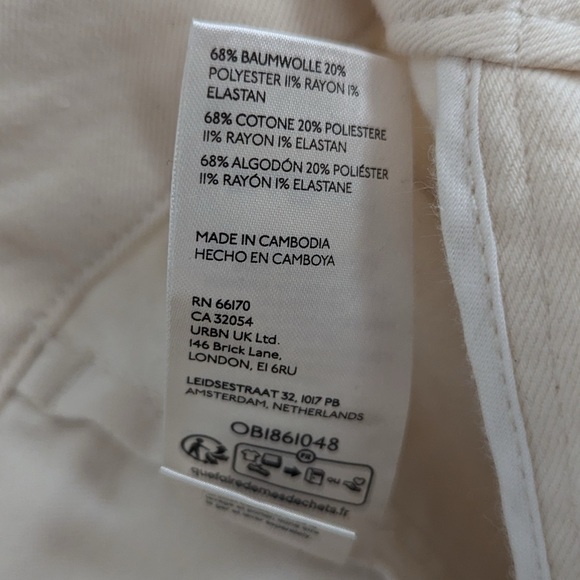 68% BAUMWOLLE 20%
POLYESTER 11% RAYON 1%
ELASTAN
68% COTONE 20% POLIESTERE
11% RAYON 1% ELASTAN
68% ALGODÓN 20% POLIÉSTER
11% RAYÓN 1% ELASTANE
MADE IN CAMBODIA
HECHO EN CAMBOYA
RN 66170
CA 32054
URBN UK Ltd.
146 Brick Lane,
LONDON, E1 6RU
LEIDSESTRAAT 32, 1017 PB
AMSTERDAM, NETHERLANDS
OB1861048
FR
ou
quefairedemesdechets.fr